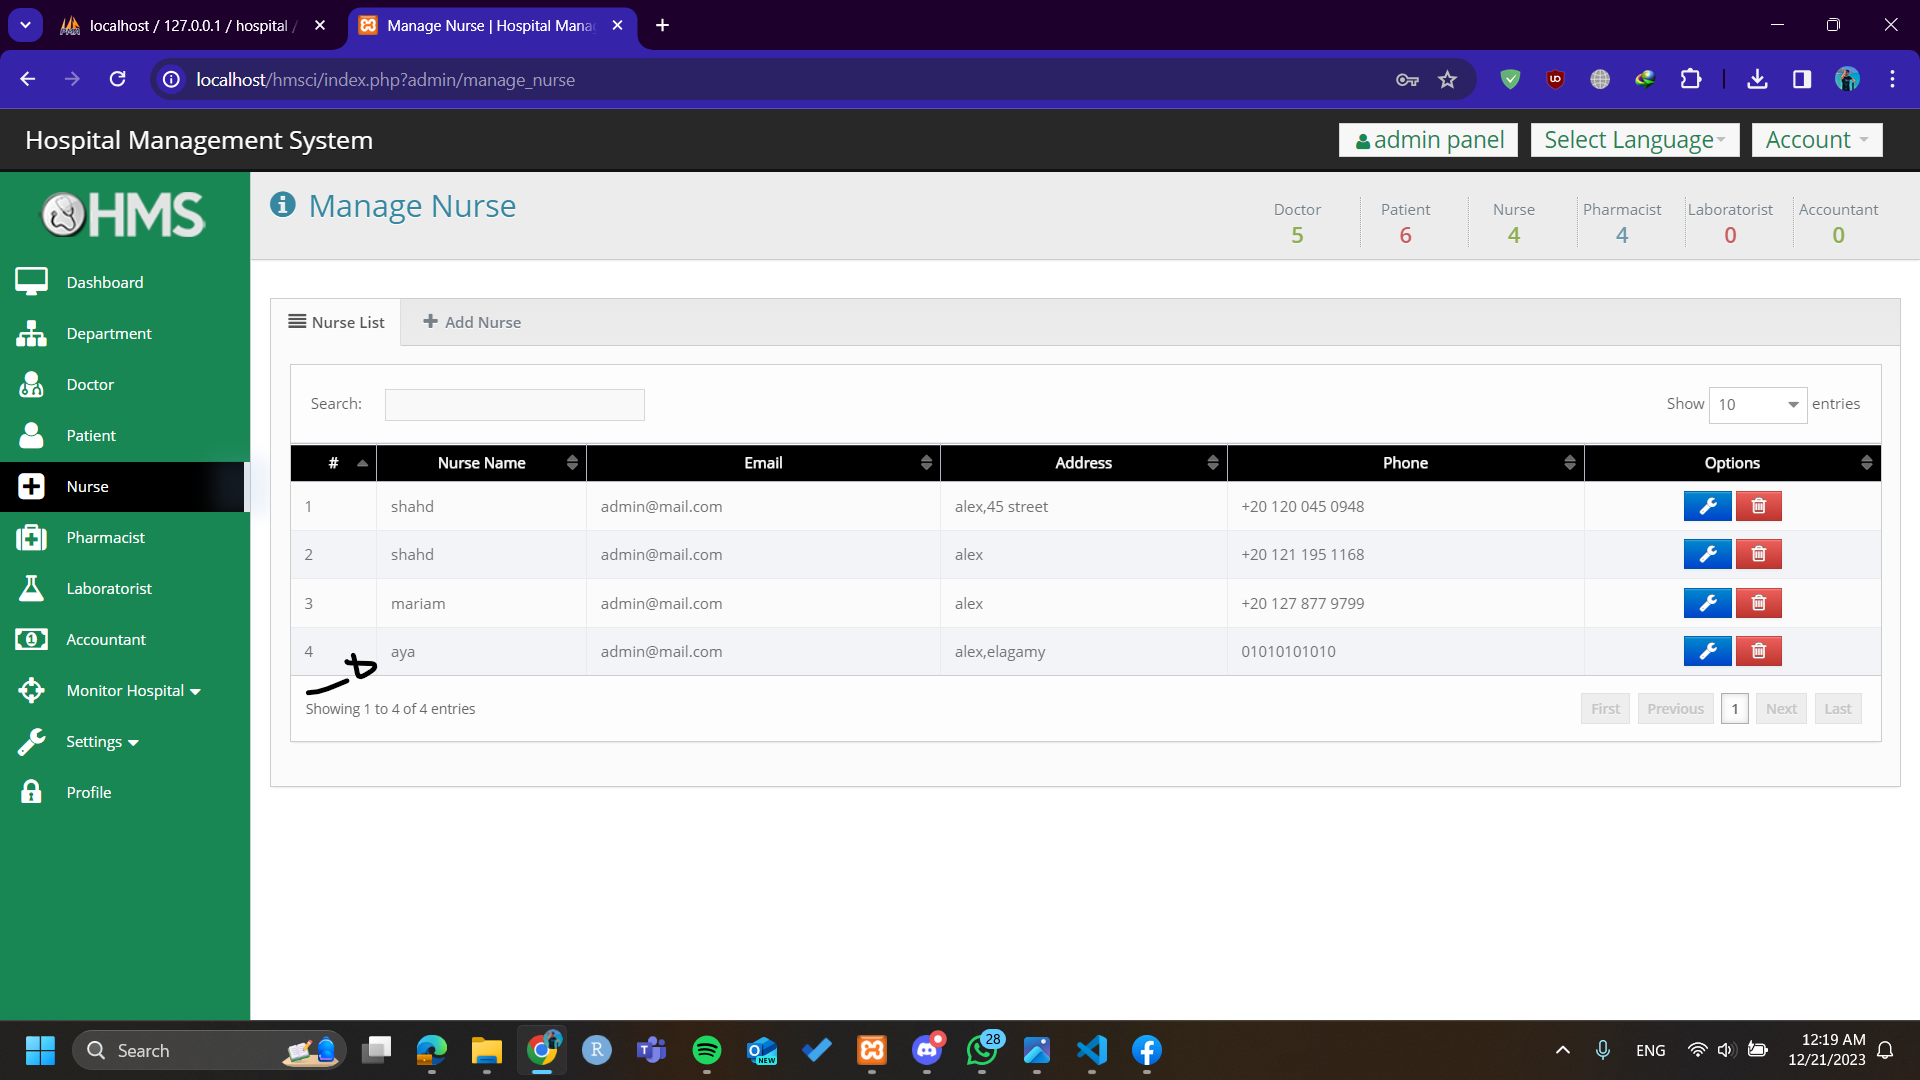 localhost / 127.0.0.1 / hospital /
Manage Nurse | Hospital Mana
localhost/hmsci/index.php?admin/manage_nurse
Hospital Management System
admin panel
Select Language
Account
HMS
Manage Nurse
Doctor Patient Nurse Pharmacist Laboratorist Accountant
5 6 4 4 0 0
Dashboard
Department
Doctor
Patient
Nurse
Pharmacist
Laboratorist
Accountant
Monitor Hospital
Settings
Profile
Nurse List
Add Nurse
Search:
Show 10 entries
# Nurse Name Email Address Phone Options
1 shahd admin@mail.com alex,45 street +20 120 045 0948
2 shahd admin@mail.com alex +20 121 195 1168
3 mariam admin@mail.com alex +20 127 877 9799
4 aya admin@mail.com alex,elagamy 01010101010
Showing 1 to 4 of 4 entries
First Previous 1 Next Last
Search
NEW
28
ENG
12:19 AM
12/21/2023